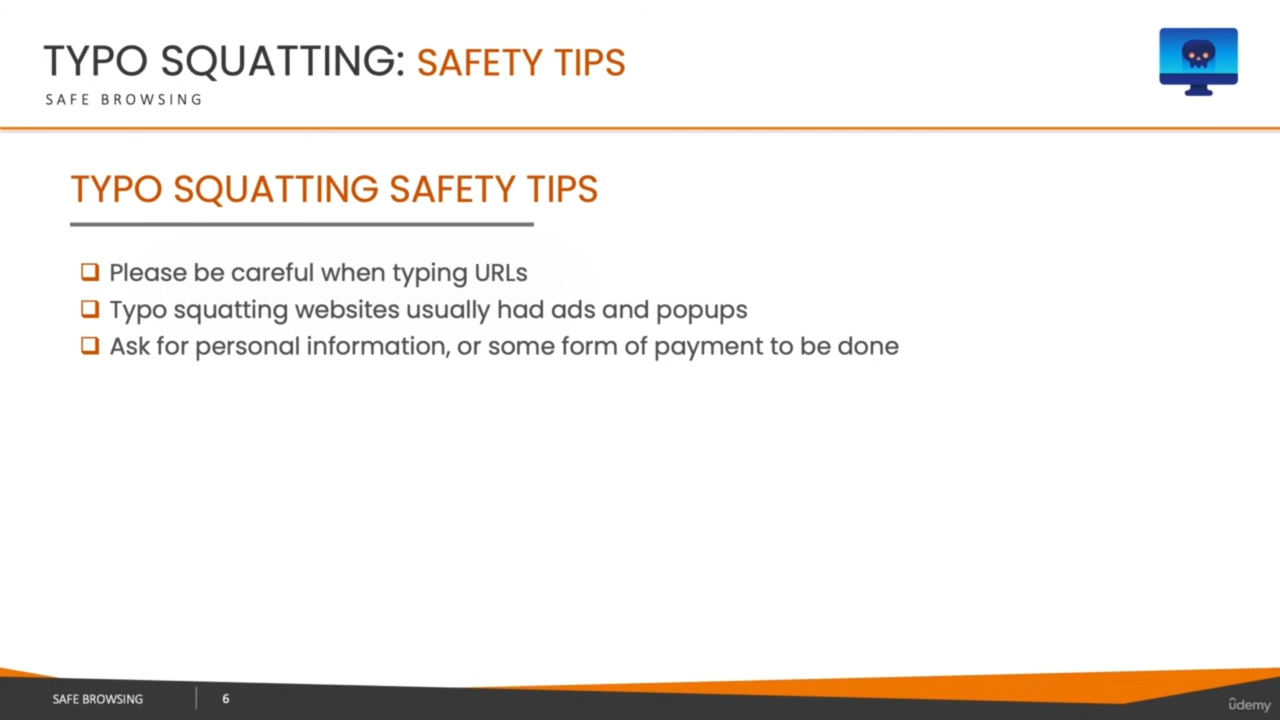 TYPO SQUATTING: SAFETY TIPS
SAFE BROWSING
TYPO SQUATTING SAFETY TIPS
Please be careful when typing URLs
Typo squatting websites usually had ads and popups
Ask for personal information, or some form of payment to be done
SAFE BROWSING 6
ûdemy